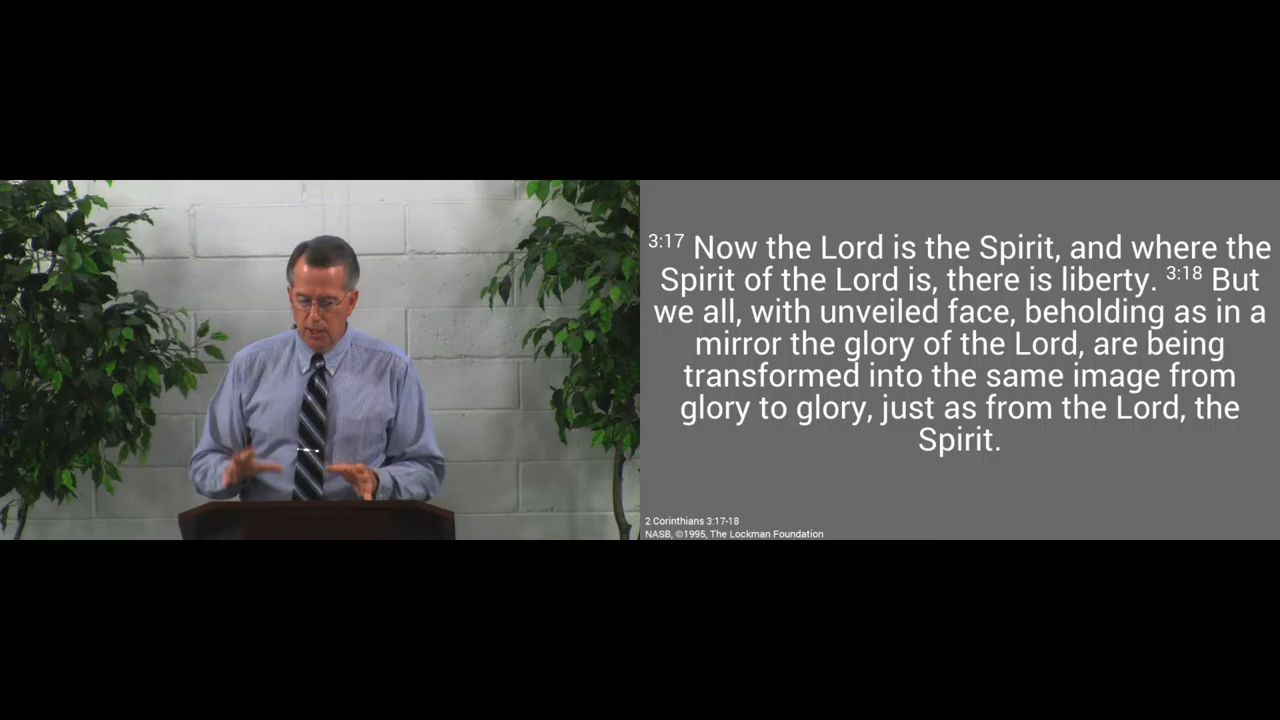 3:17 Now the Lord is the Spirit, and where the
Spirit of the Lord is, there is liberty. 3:18 But
we all, with unveiled face, beholding as in a
mirror the glory of the Lord, are being
transformed into the same image from
glory to glory, just as from the Lord, the
Spirit.
2 Corinthians 3:17-18
NASB, ©1995, The Lockman Foundation